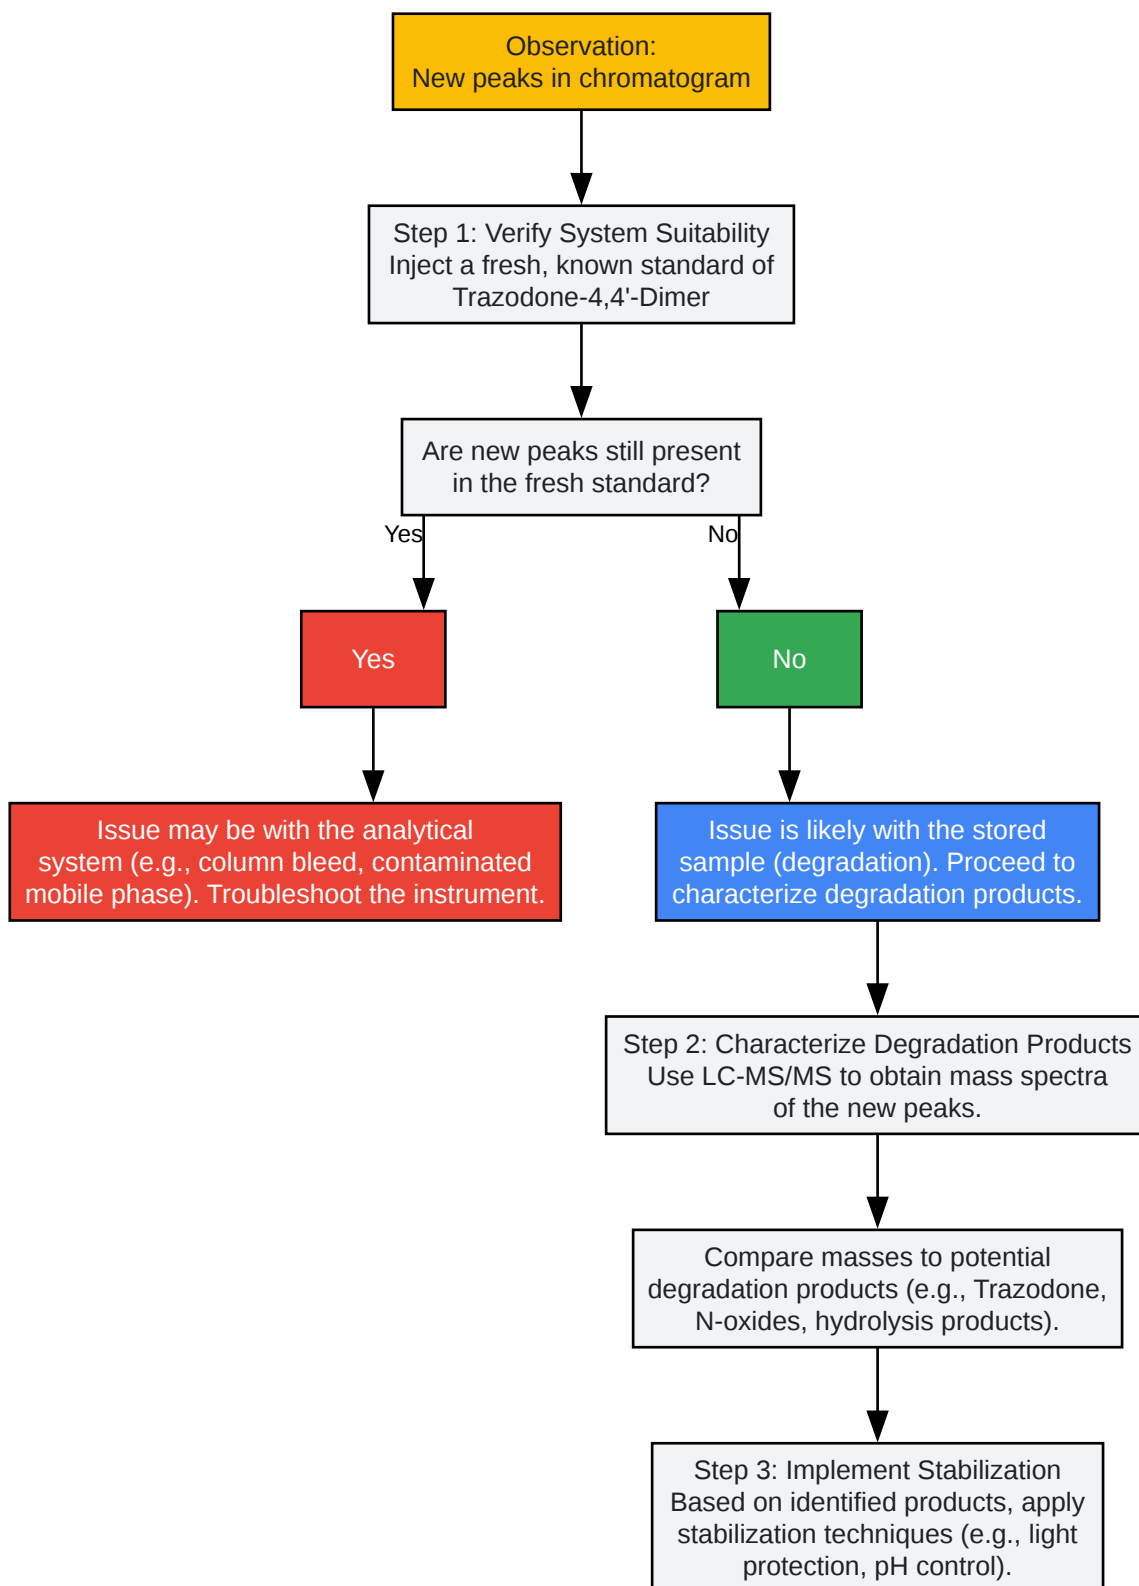 Observation:
New peaks in chromatogram
Step 1: Verify System Suitability
Inject a fresh, known standard of
Trazodone-4,4'-Dimer
Are new peaks still present
in the fresh standard?
Yes
No
Yes
No
Issue may be with the analytical
system (e.g., column bleed, contaminated
mobile phase). Troubleshoot the instrument.
Issue is likely with the stored
sample (degradation). Proceed to
characterize degradation products.
Step 2: Characterize Degradation Products
Use LC-MS/MS to obtain mass spectra
of the new peaks.
Compare masses to potential
degradation products (e.g., Trazodone,
N-oxides, hydrolysis products).
Step 3: Implement Stabilization
Based on identified products, apply
stabilization techniques (e.g., light
protection, pH control).